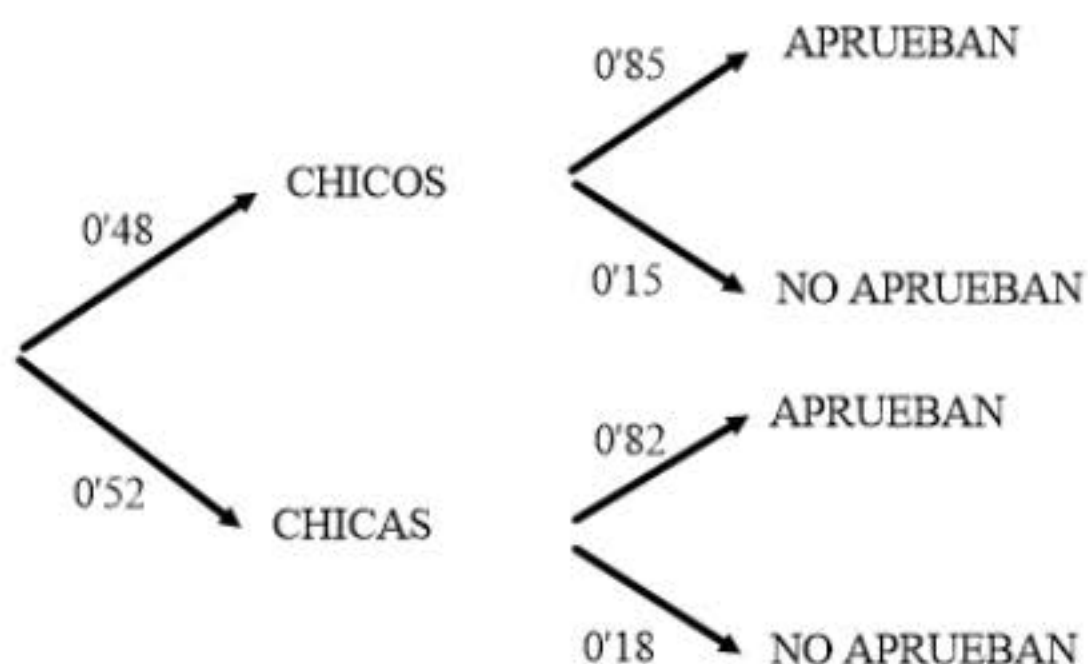 APRUEBAN
0'85
CHICOS
0'48
0'15
NO APRUEBAN
APRUEBAN
0'82
0'52
CHICAS
0'18
NO APRUEBAN